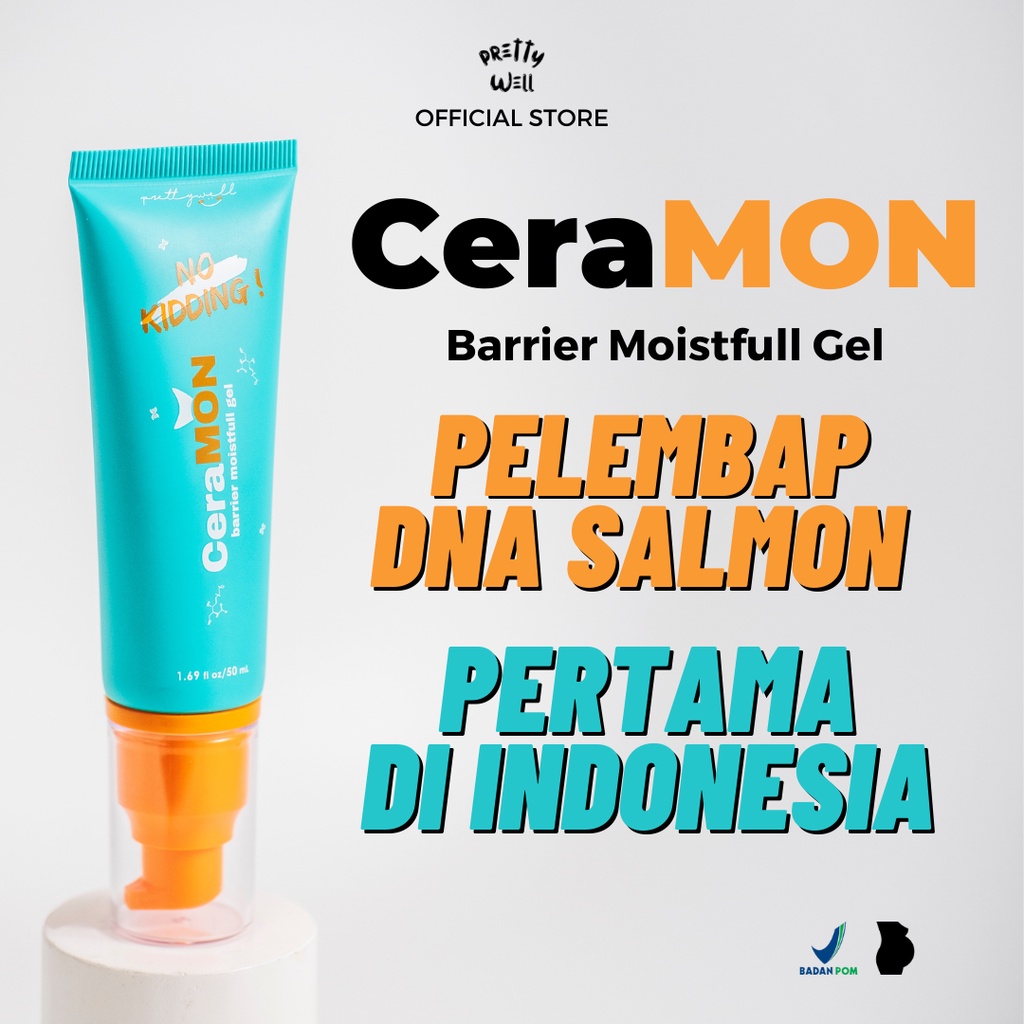 PRETTY
WELL
OFFICIAL STORE
CeraMON
Barrier Moistfull Gel
PELEMBAP
DNA SALMON
PERTAMA
DI INDONESIA
prettywell
NO
KIDDING!
CeraMON
barrier moistfull gel
1.69 fl oz/50 mL
BADAN POM